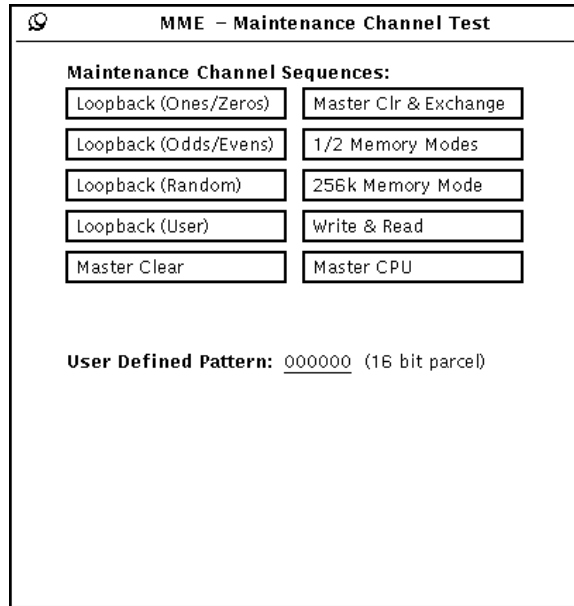 MME – Maintenance Channel Test
Maintenance Channel Sequences:
Loopback (Ones/Zeros) Master Clr & Exchange
Loopback (Odds/Evens) 1/2 Memory Modes
Loopback (Random) 256k Memory Mode
Loopback (User) Write & Read
Master Clear Master CPU
User Defined Pattern: 000000 (16 bit parcel)